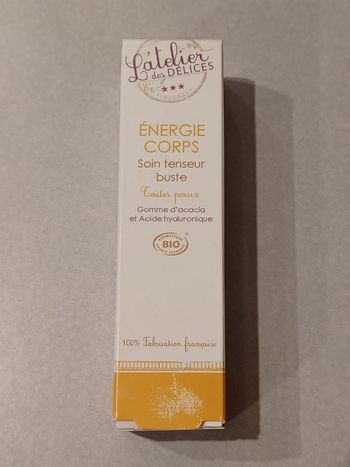 L'atelier
des DÉLICES
ÉNERGIE
CORPS
Soin tenseur
buste
Toutes peaux
Gomme d'acacia
et Acide hyaluronique
BIO
100% Fabrication française